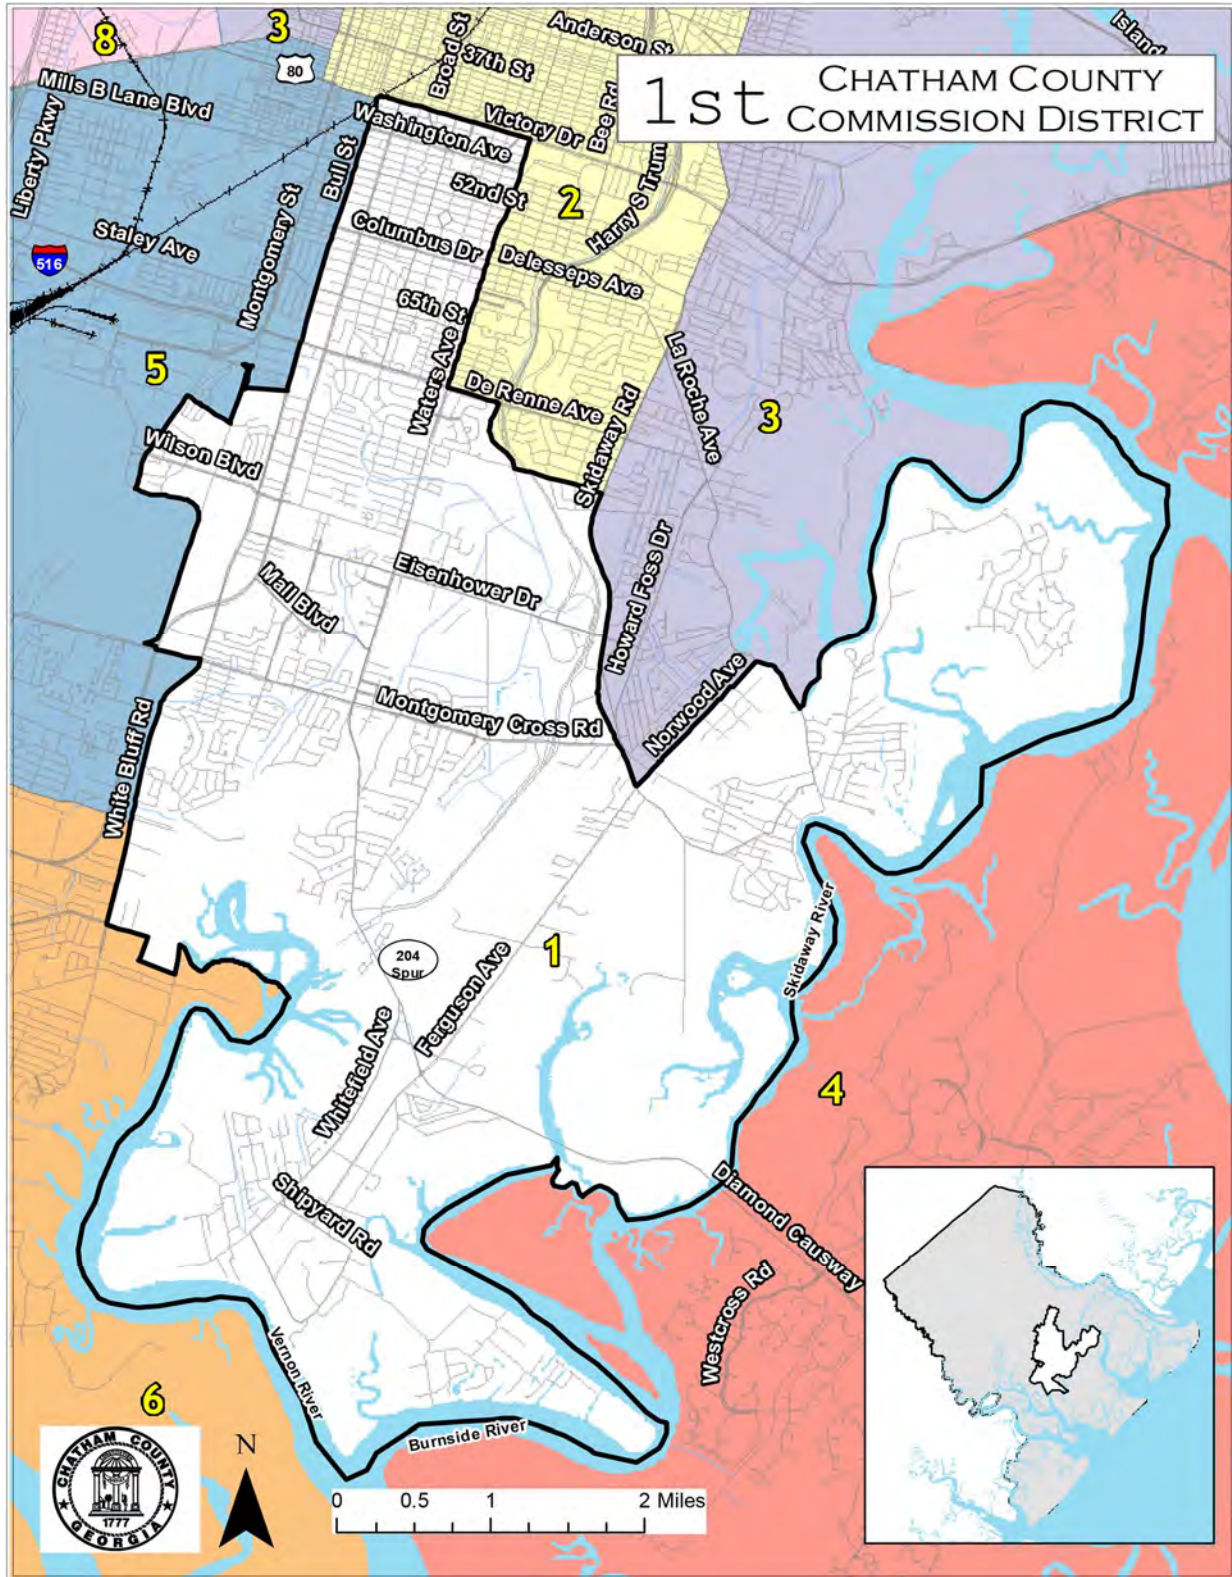 8
3
Anderson St
Island
37th St
Broad St
80
Bee Rd
1st CHATHAM COUNTY
COMMISSION DISTRICT
Mills B Lane Blvd
Liberty Pkwy
Victory Dr
Washington Ave
Bull St
52nd St
2
Harry S Trum
Montgomery St
Staley Ave
516
Columbus Dr
Delesseps Ave
65th St
Waters Ave
5
De Renne Ave
La Roche Ave
3
Skidaway Rd
Wilson Blvd
Eisenhower Dr
Howard Foss Dr
Mall Blvd
Norwood Ave
Montgomery Cross Rd
White Bluff Rd
Skidaway River
1
204
Spur
Ferguson Ave
Whitefield Ave
4
Diamond Causway
Shipyard Rd
Westcross Rd
Vernon River
Burnside River
6
CHATHAM COUNTY
1777
GEORGIA
N
0 0.5 1 2 Miles